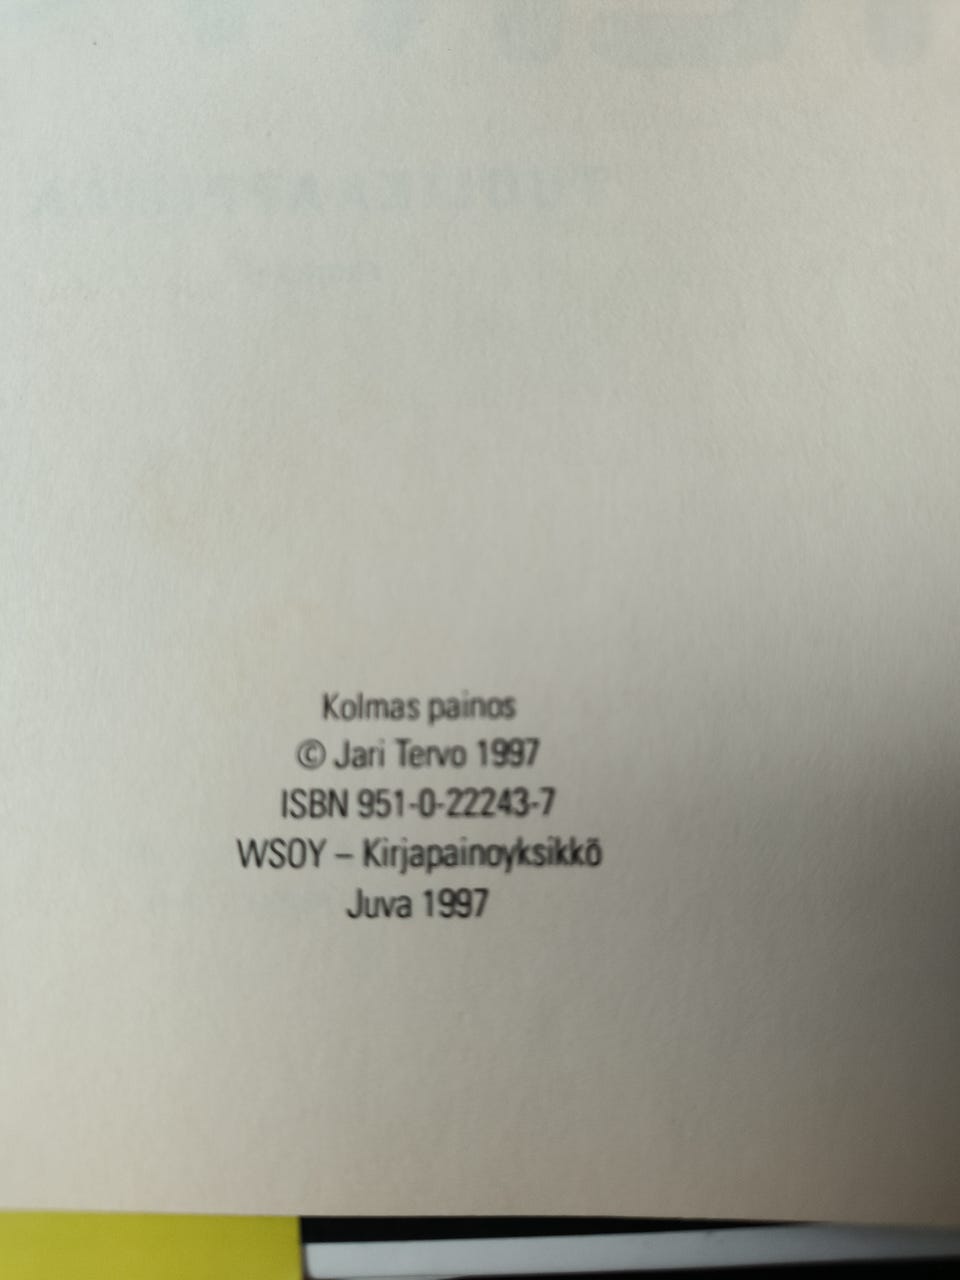 Kolmas painos
© Jari Tervo 1997
ISBN 951-0-22243-7
WSOY – Kirjapainoyksikkö
Juva 1997